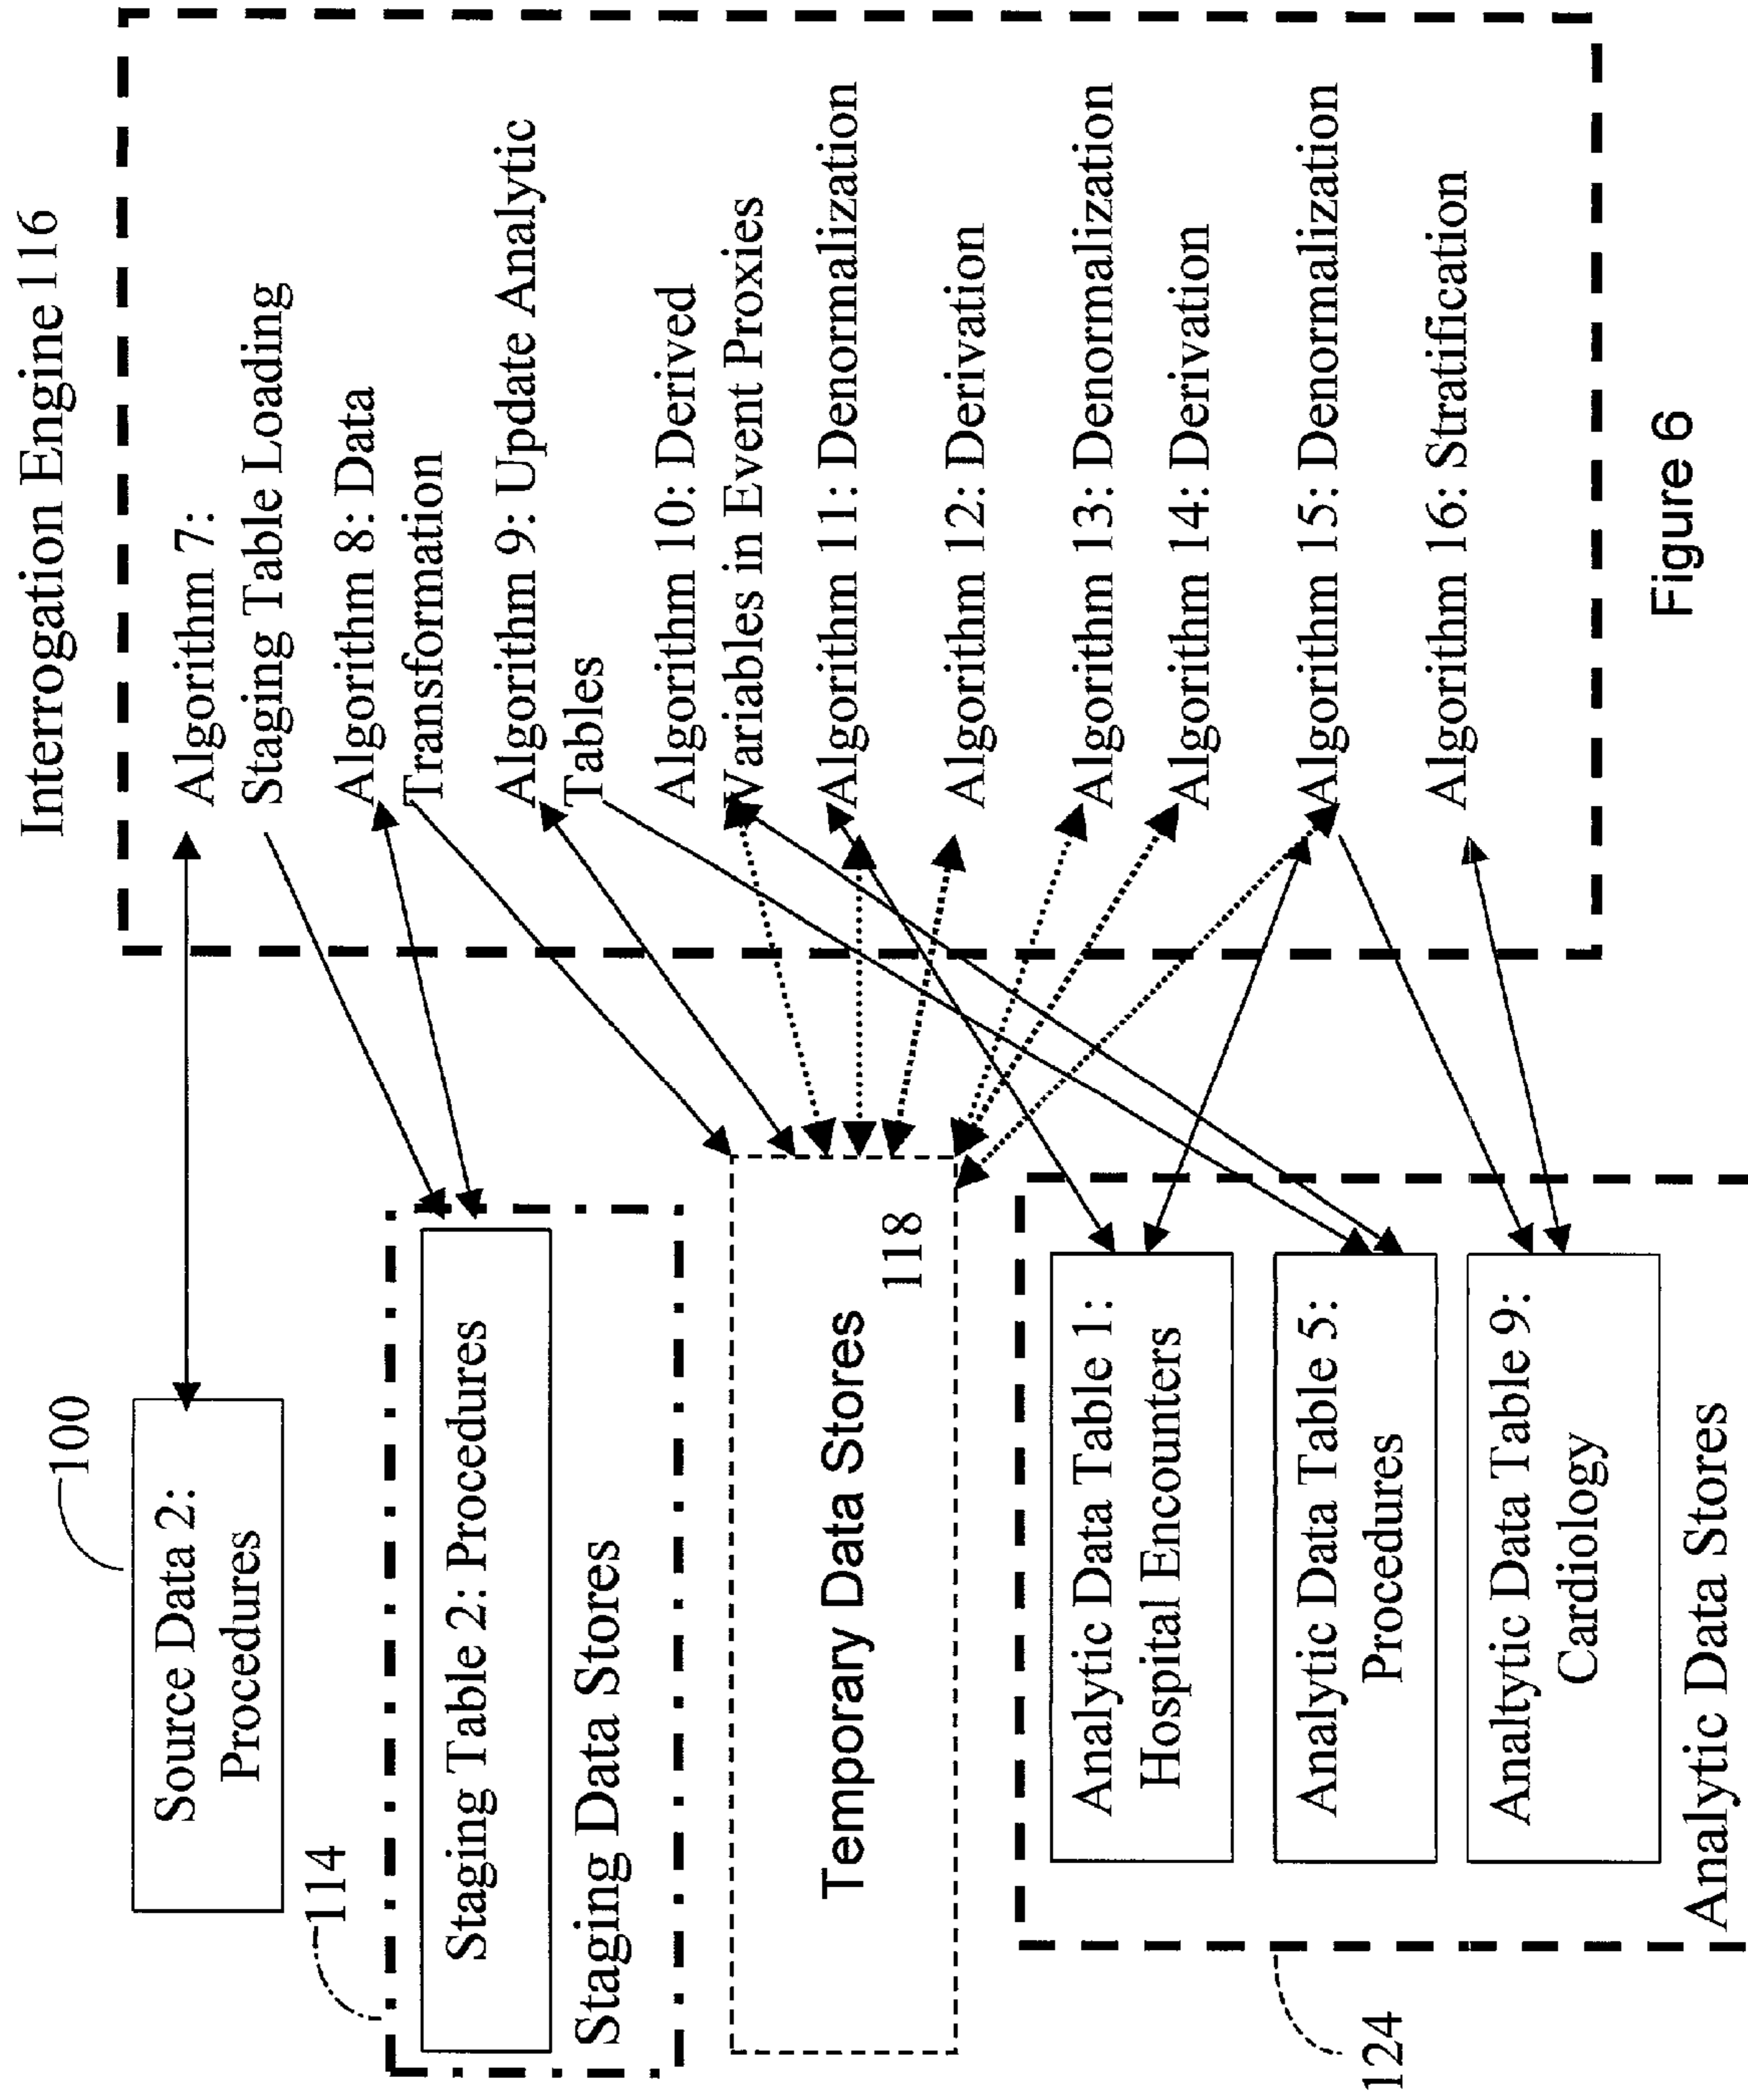 Interrogation Engine 116
100
Source Data 2:
Procedures
Algorithm 7:
Staging Table Loading
114
Staging Table 2: Procedures
Staging Data Stores
Algorithm 8: Data
Transformation
Algorithm 9: Update Analytic
Tables
Temporary Data Stores
118
Algorithm 10: Derived
Variables in Event Proxies
Algorithm 11: Denormalization
Algorithm 12: Derivation
Algorithm 13: Denormalization
Algorithm 14: Derivation
Algorithm 15: Denormalization
Algorithm 16: Stratification
Analytic Data Table 1:
Hospital Encounters
Analytic Data Table 5:
Procedures
Analtytic Data Table 9:
Cardiology
Analytic Data Stores
124
Figure 6